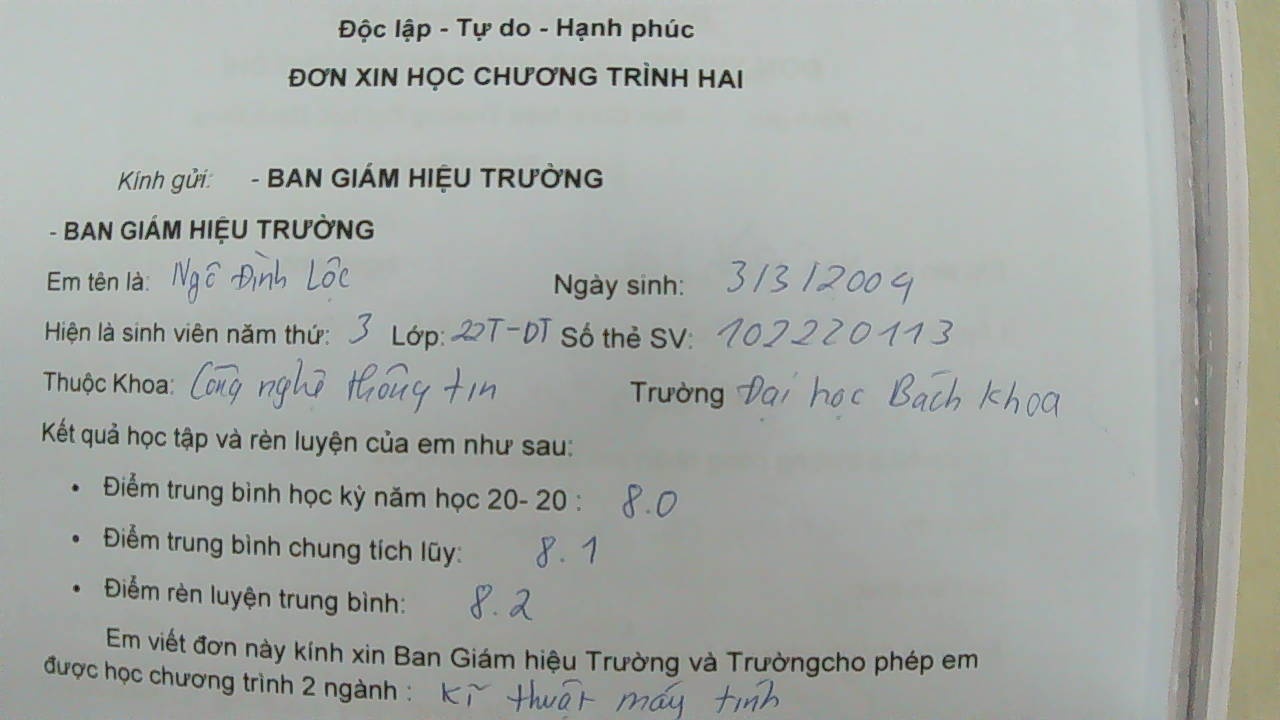 Độc lập - Tự do - Hạnh phúc
ĐƠN XIN HỌC CHƯƠNG TRÌNH HAI
Kính gửi: - BAN GIÁM HIỆU TRƯỜNG
- BAN GIÁM HIỆU TRƯỜNG
Em tên là: Ngô Đình Lộc Ngày sinh: 3/3/2004
Hiện là sinh viên năm thứ: 3 Lớp: 22T-DT Số thẻ SV: 102220113
Thuộc Khoa: Công nghệ thông tin Trường Đại học Bách khoa
Kết quả học tập và rèn luyện của em như sau:
• Điểm trung bình học kỳ năm học 20- 20 : 8.0
• Điểm trung bình chung tích lũy: 8.1
• Điểm rèn luyện trung bình: 8.2
Em viết đơn này kính xin Ban Giám hiệu Trường và Trườngcho phép em
được học chương trình 2 ngành : Kĩ thuật máy tính